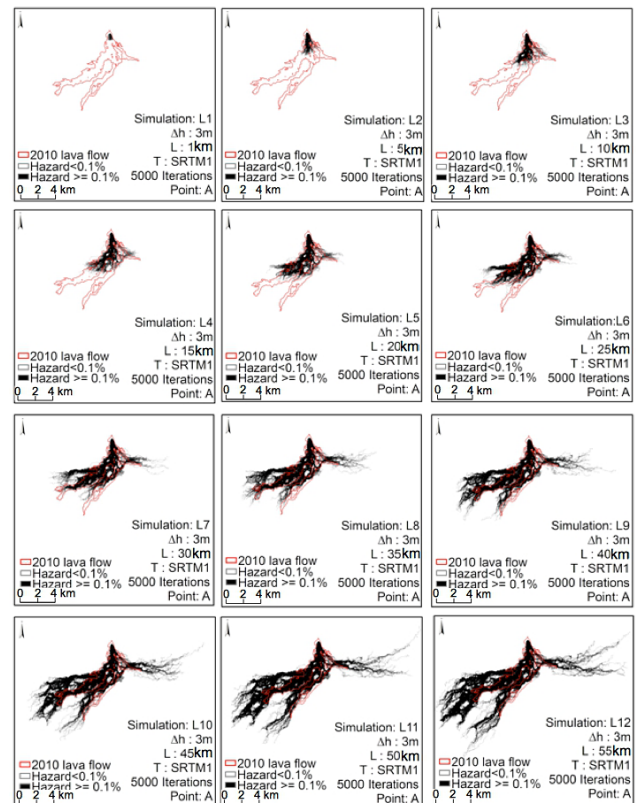 Simulation: L1
Δh : 3m
L : 1km
T : SRTM1
5000 Iterations
Point: A
2010 lava flow
Hazard<0.1%
Hazard >= 0.1%
0 2 4 km
Simulation: L2
Δh : 3m
L : 5km
T : SRTM1
5000 Iterations
Point: A
2010 lava flow
Hazard<0.1%
Hazard >= 0.1%
0 2 4 km
Simulation: L3
Δh : 3m
L : 10km
T : SRTM1
5000 Iterations
Point: A
2010 lava flow
Hazard<0.1%
Hazard >= 0.1%
0 2 4 km
Simulation: L4
Δh : 3m
L : 15km
T : SRTM1
5000 Iterations
Point: A
2010 lava flow
Hazard<0.1%
Hazard >= 0.1%
0 2 4 km
Simulation: L5
Δh : 3m
L : 20km
T : SRTM1
5000 Iterations
Point: A
2010 lava flow
Hazard<0.1%
Hazard >= 0.1%
0 2 4 km
Simulation:L6
Δh : 3m
L : 25km
T : SRTM1
5000 Iterations
Point: A
2010 lava flow
Hazard<0.1%
Hazard >= 0.1%
0 2 4 km
Simulation: L7
Δh : 3m
L : 30km
T : SRTM1
5000 Iterations
Point: A
2010 lava flow
Hazard<0.1%
Hazard >= 0.1%
0 2 4 km
Simulation: L8
Δh : 3m
L : 35km
T : SRTM1
5000 Iterations
Point: A
2010 lava flow
Hazard<0.1%
Hazard >= 0.1%
0 2 4 km
Simulation: L9
Δh : 3m
L : 40km
T : SRTM1
5000 Iterations
Point: A
2010 lava flow
Hazard<0.1%
Hazard >= 0.1%
0 2 4 km
Simulation: L10
Δh : 3m
L : 45km
T : SRTM1
5000 Iterations
Point: A
2010 lava flow
Hazard<0.1%
Hazard >= 0.1%
0 2 4 km
Simulation: L11
Δh : 3m
L : 50km
T : SRTM1
5000 Iterations
Point: A
2010 lava flow
Hazard<0.1%
Hazard >= 0.1%
0 2 4 km
Simulation: L12
Δh : 3m
L : 55km
T : SRTM1
5000 Iterations
Point: A
2010 lava flow
Hazard<0.1%
Hazard >= 0.1%
0 2 4 km